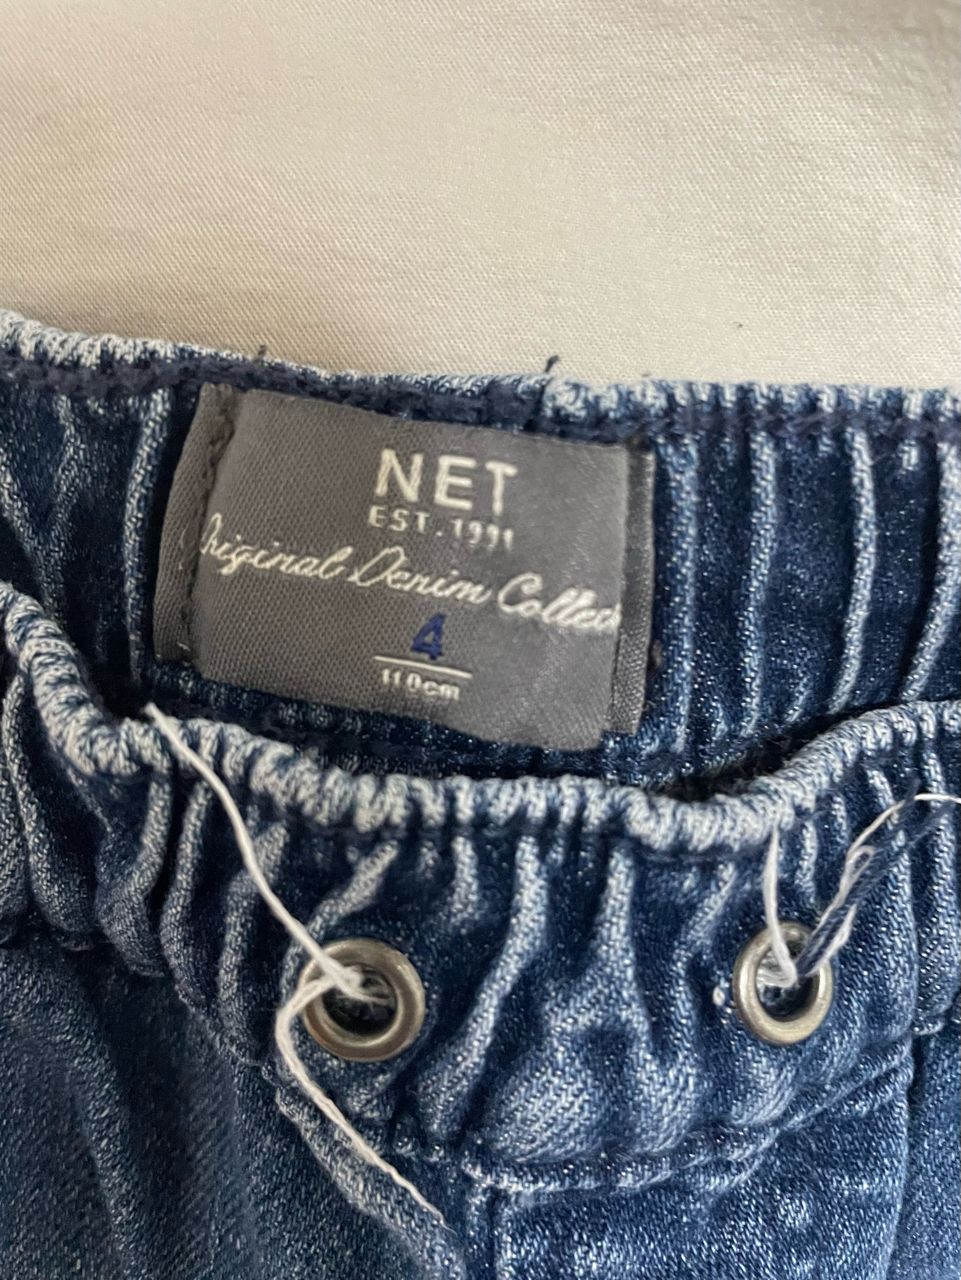 NET
EST. 1991
Original Denim Collect
4
110cm